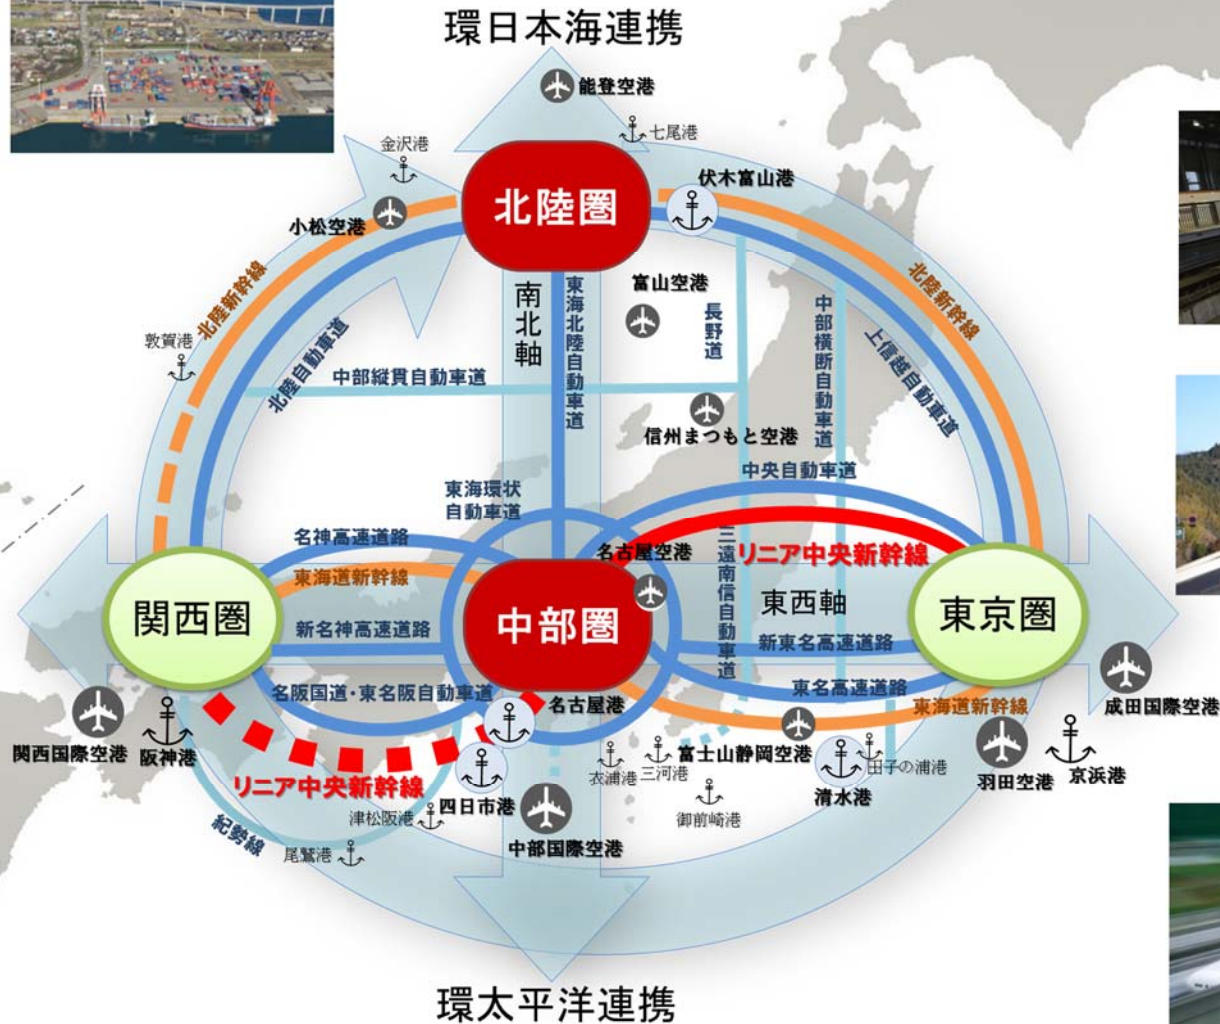 環日本海連携
能登空港
七尾港
金沢港
伏木富山港
北陸圏
小松空港
北陸新幹線
北陸新幹線
富山空港
南北軸
東海北陸自動車道
長野道
中部横断自動車道
上信越自動車道
敦賀港
北陸自動車道
中部縦貫自動車道
信州まつもと空港
中央自動車道
東海環状
自動車道
名神高速道路
名古屋空港
三遠南信自動車道
リニア中央新幹線
東海道新幹線
東西軸
関西圏
中部圏
東京圏
新名神高速道路
新東名高速道路
名阪国道・東名阪自動車道
東名高速道路
名古屋港
東海道新幹線
成田国際空港
関西国際空港
阪神港
富士山静岡空港
衣浦港
三河港
田子の浦港
羽田空港
京浜港
リニア中央新幹線
清水港
四日市港
津松阪港
御前崎港
紀勢線
尾鷲港
中部国際空港
環太平洋連携